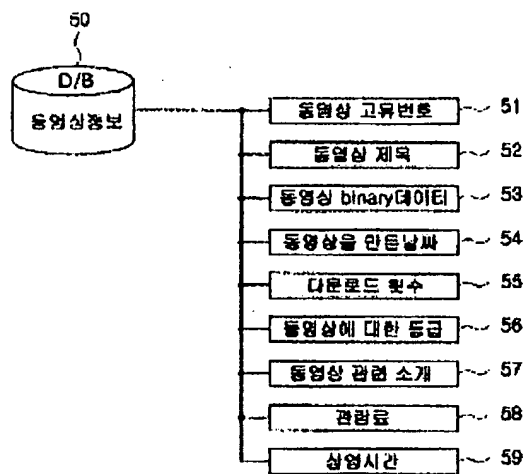 50
D/B
동영상정보
동영상 고유번호 51
동영상 제목 52
동영상 binary데이터 53
동영상을 만든날짜 54
다운로드 횟수 55
동영상에 대한 등급 56
동영상 관련 소개 57
관람료 58
상영시간 59